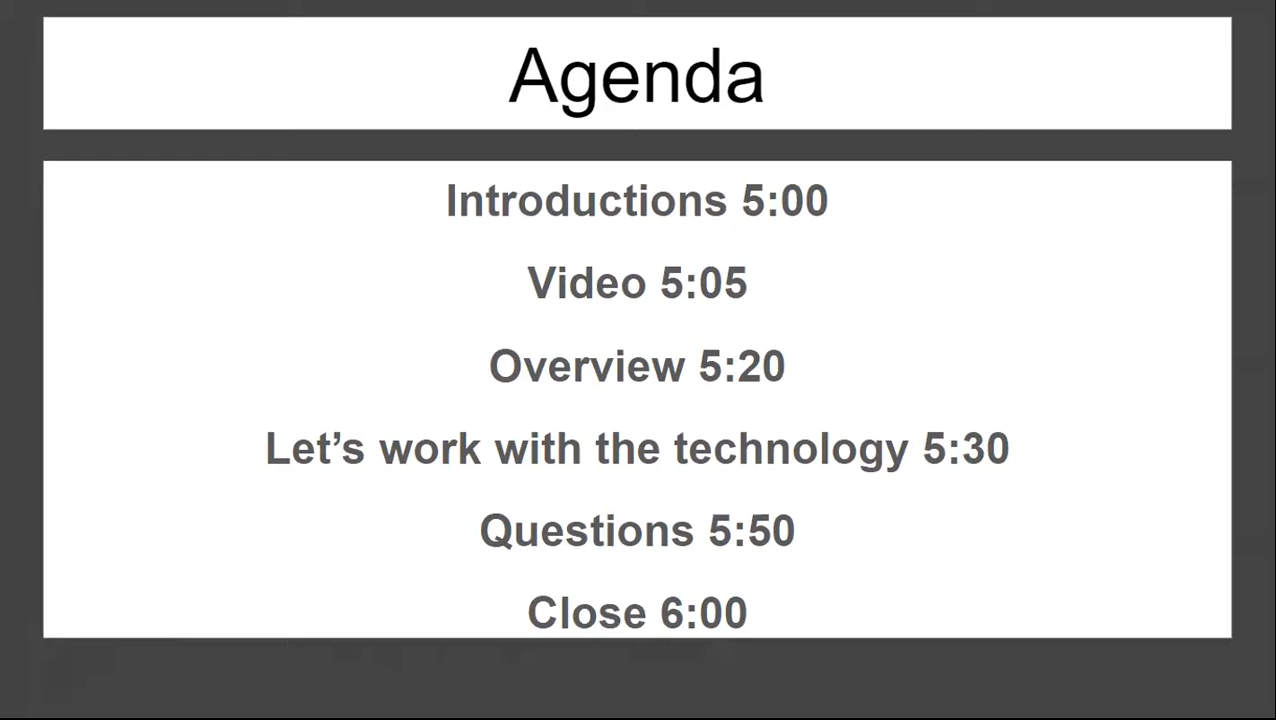 Agenda
Introductions 5:00
Video 5:05
Overview 5:20
Let’s work with the technology 5:30
Questions 5:50
Close 6:00